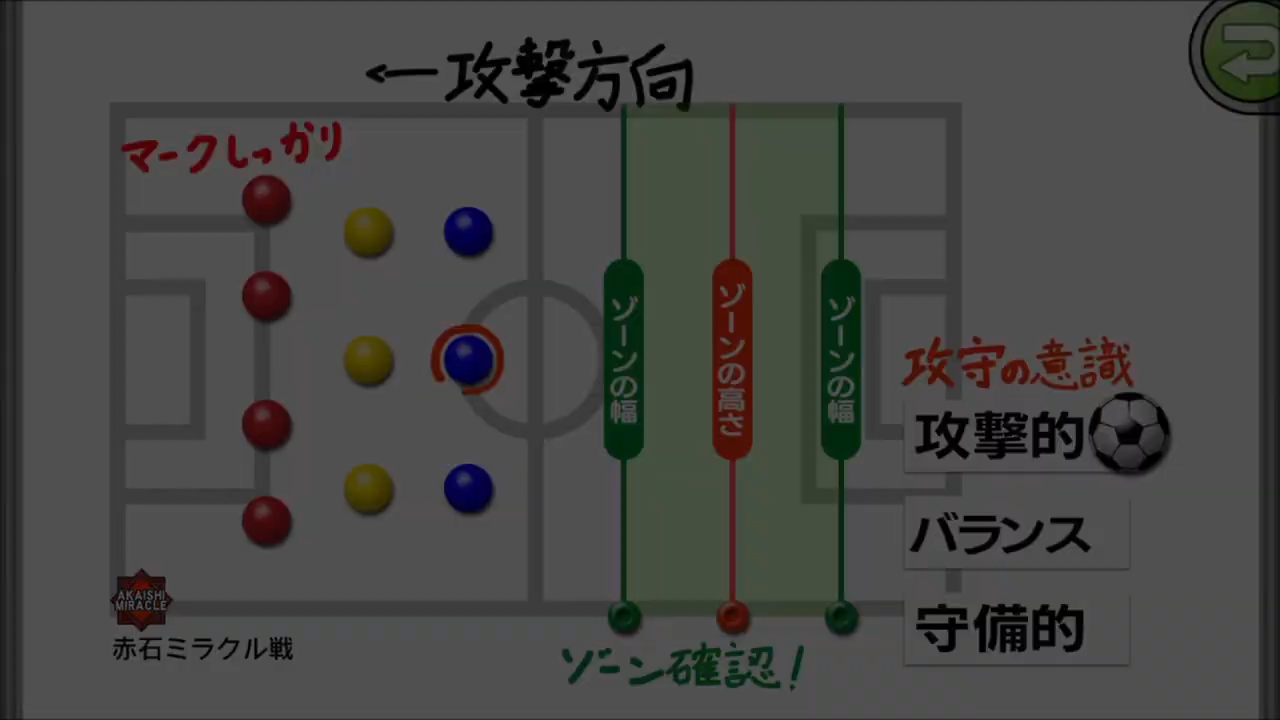 ←攻撃方向
マークしっかり
ゾーンの幅
ゾーンの高さ
ゾーンの幅
攻守の意識
攻撃的
バランス
守備的
AKAISHI
MIRACLE
赤石ミラクル戦
ゾーン確認!